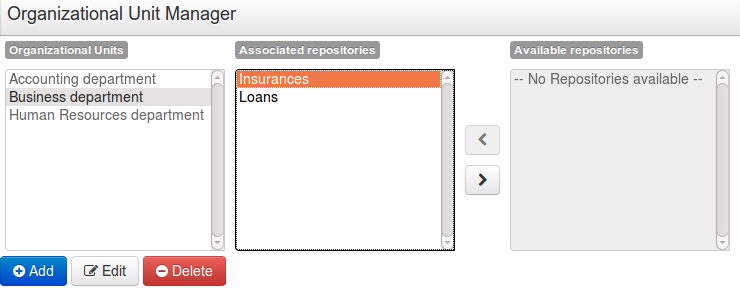 Organizational Unit Manager
Organizational Units
Associated repositories
Available repositories
Accounting department
Business department
Human Resources department
Insurances
Loans
-- No Repositories available --
Add
Edit
Delete